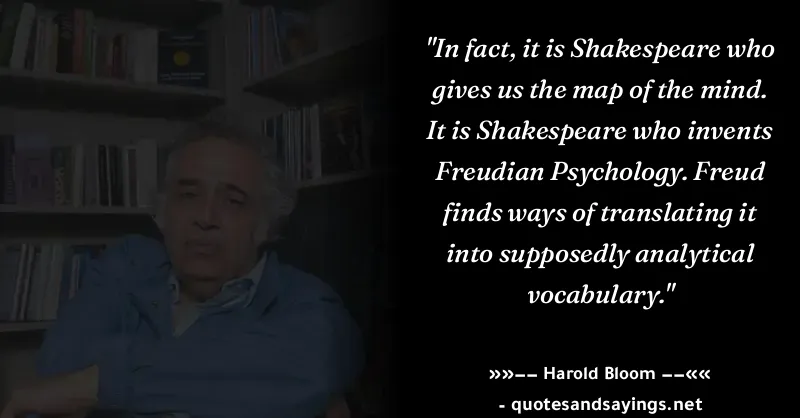 "In fact, it is Shakespeare who
gives us the map of the mind.
It is Shakespeare who invents
Freudian Psychology. Freud
finds ways of translating it
into supposedly analytical
vocabulary."
»»−− Harold Bloom −−««
- quotesandsayings.net